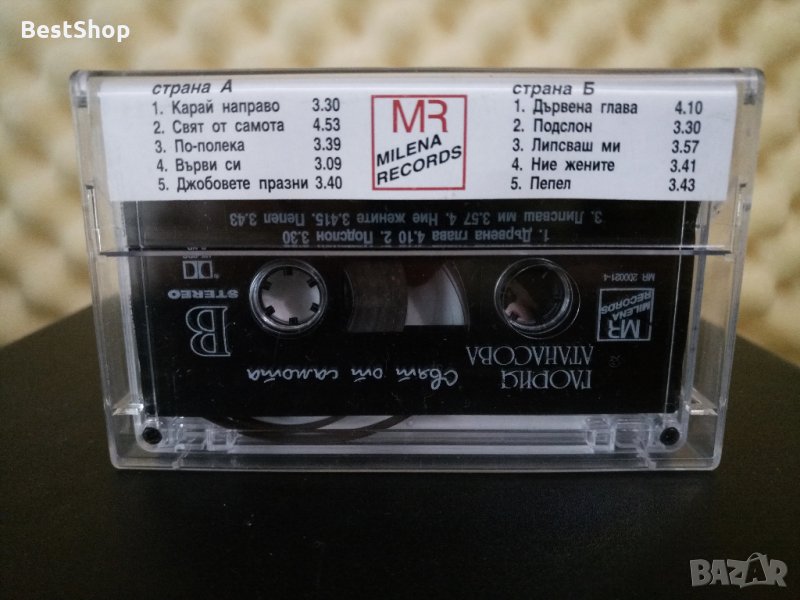 BestShop
страна А
1. Карай направо 3.30
2. Свят от самота 4.53
3. По-полека 3.39
4. Върви си 3.09
5. Джобовете празни 3.40
MR
MILENA
RECORDS
страна Б
1. Дървена глава 4.10
2. Подслон 3.30
3. Липсваш ми 3.57
4. Ние жените 3.41
5. Пепел 3.43
1. Дървена глава 4.10 2. Подслон 3.30
3. Липсваш ми 3.57 4. Ние жените 3.415. Пепел 3.43
MR 200021-4
MR
MILENA
RECORDS
B
STEREO
ГЛОРИЯ
АТАНАСОВА
Свят от самота
BAZAR